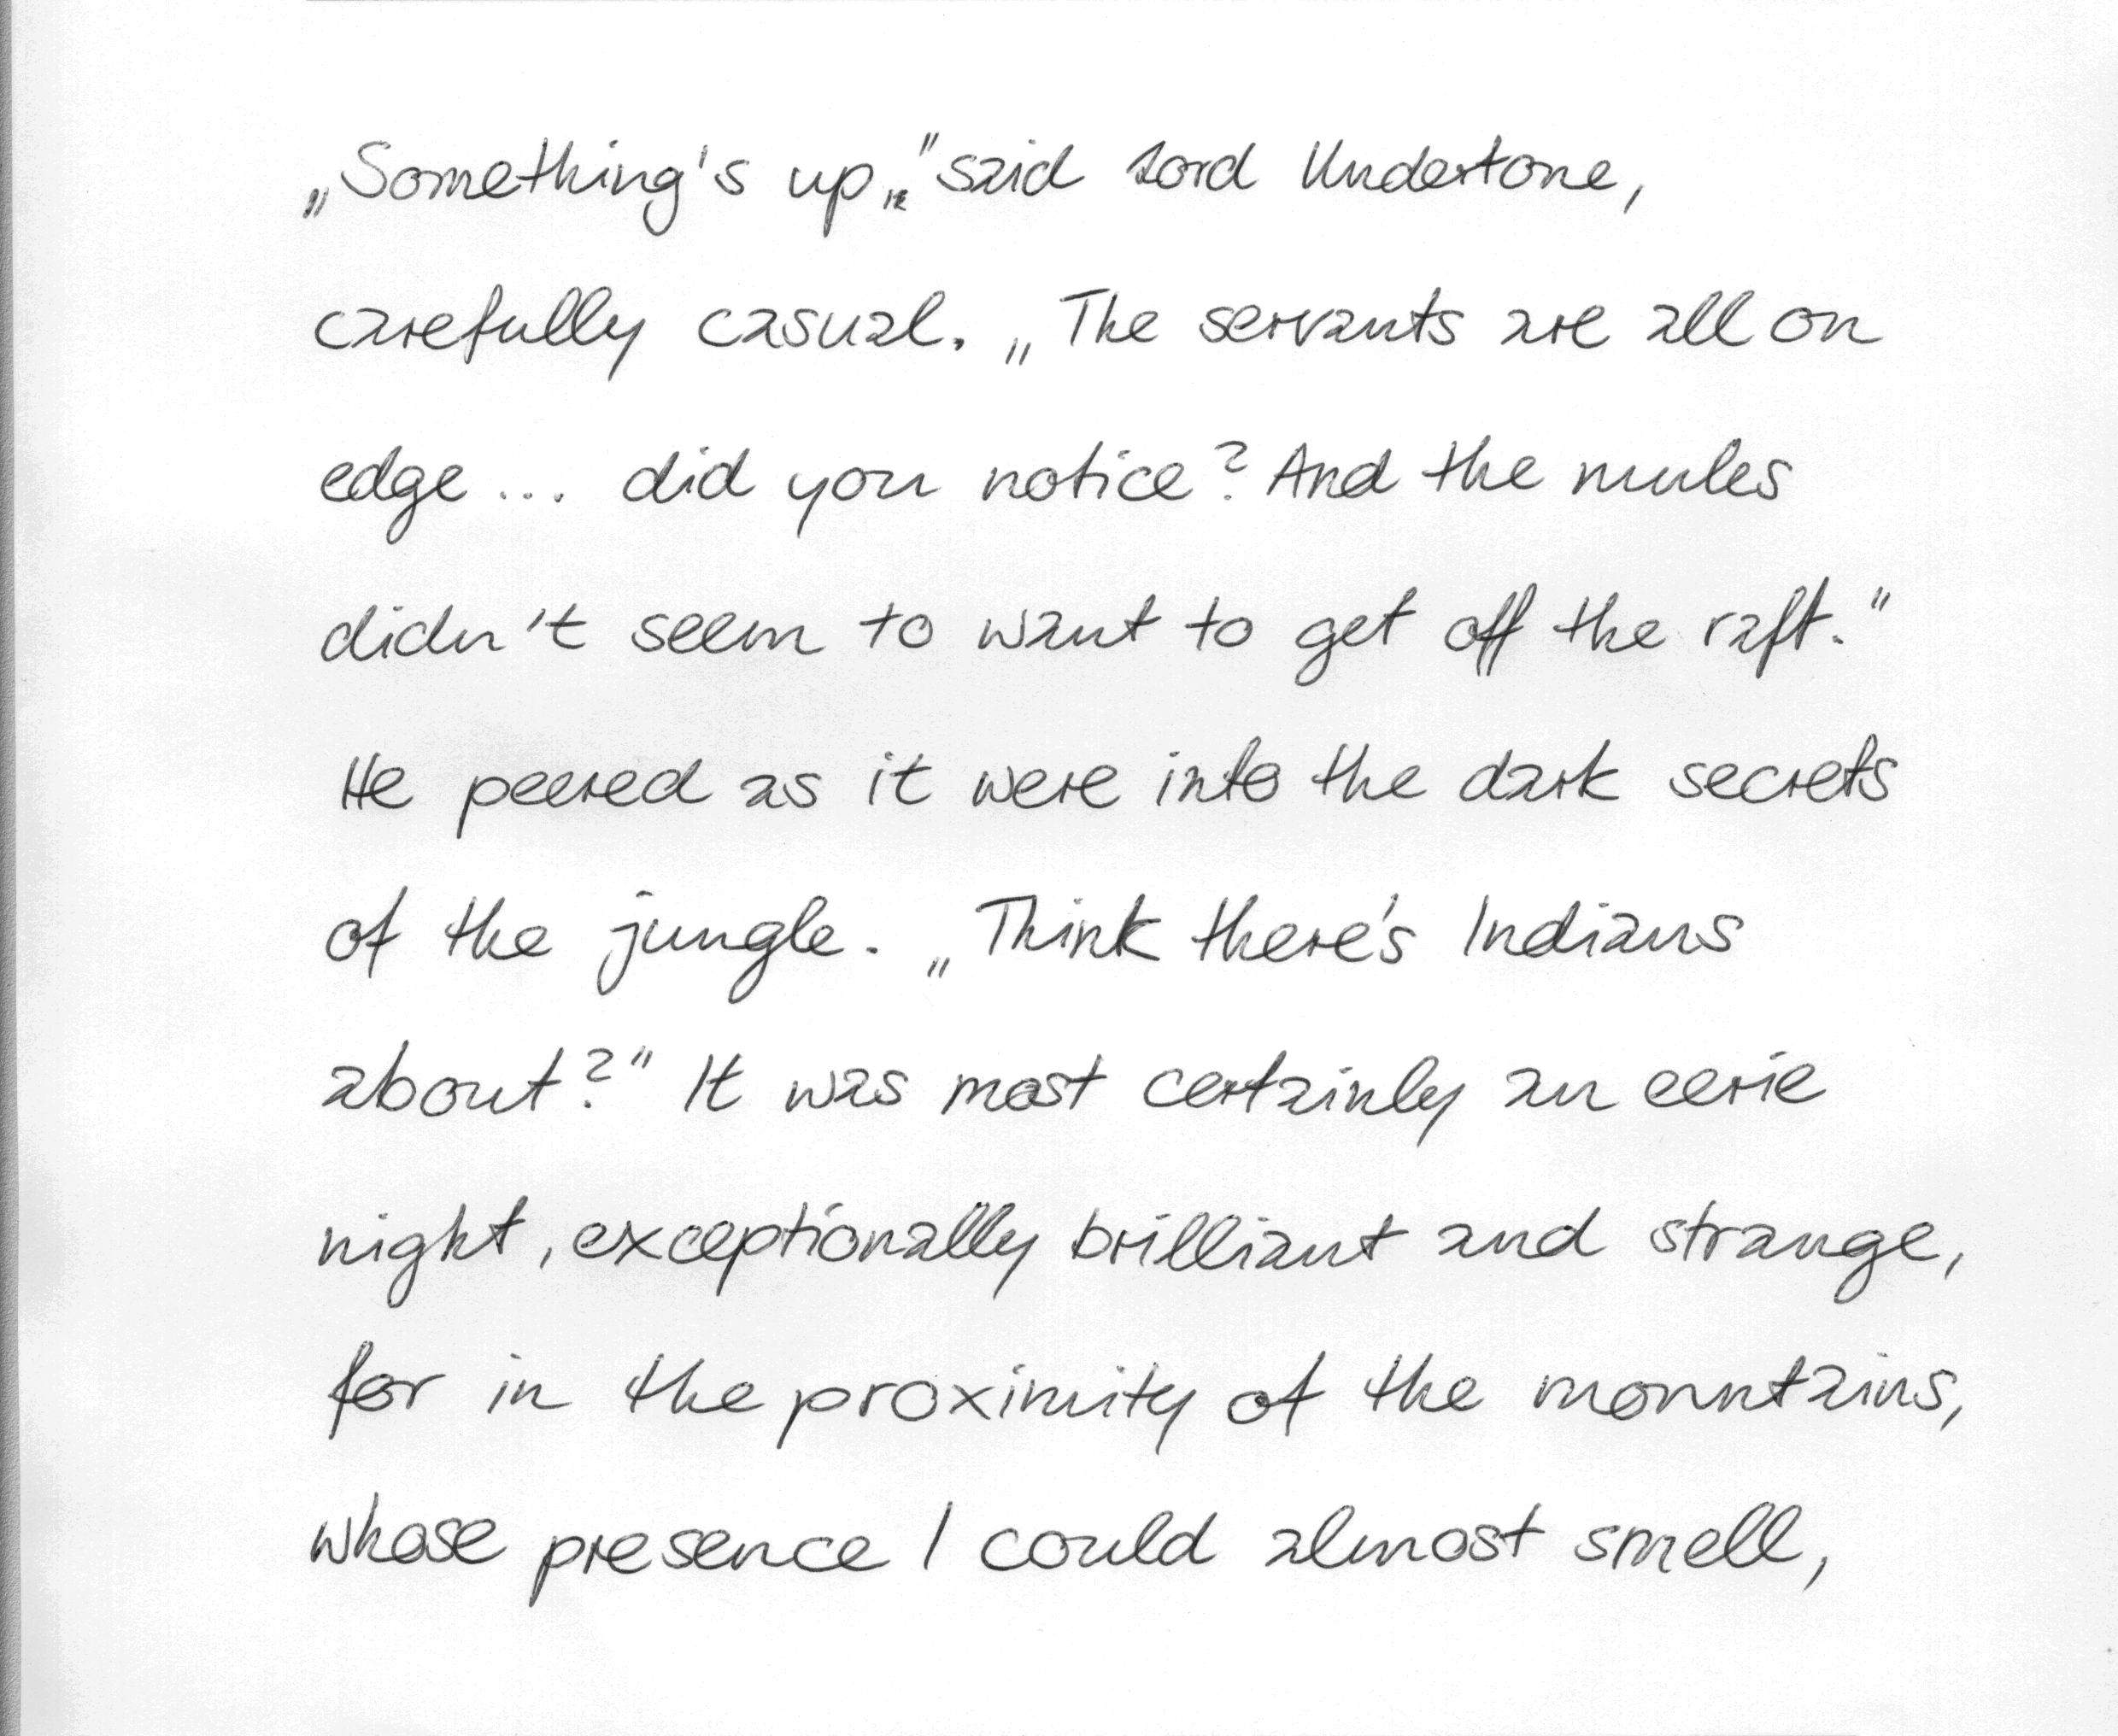 „Something's up,“ said Lord Undertone,
carefully casual. „The servants are all on
edge... did you notice? And the mules
didn't seem to want to get off the raft.“
He peered as it were into the dark secrets
of the jungle. „Think there's Indians
about?“ It was most certainly an eerie
night, exceptionally brilliant and strange,
for in the proximity of the mountains,
whose presence I could almost smell,